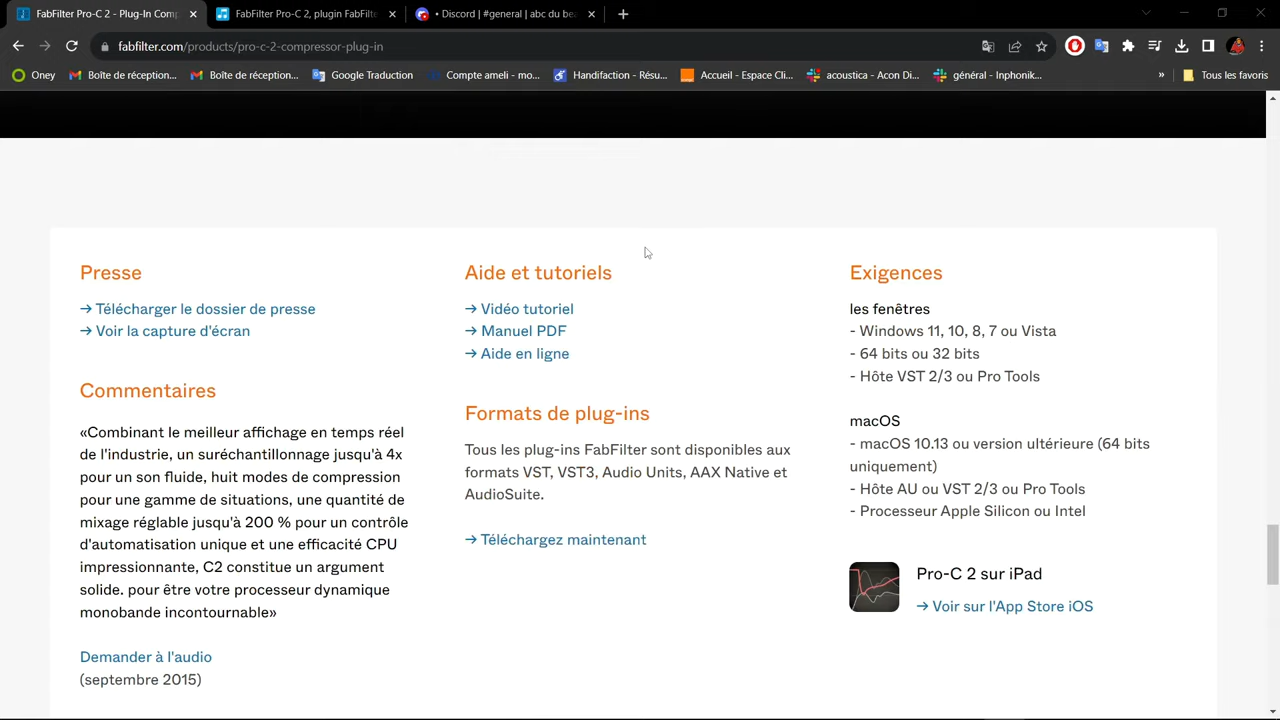 FabFilter Pro-C 2 - Plug-In Comp
FabFilter Pro-C 2, plugin FabFilte
• Discord | #general | abc du bea
fabfilter.com/products/pro-c-2-compressor-plug-in
Oney
Boîte de réception...
Boîte de réception...
Google Traduction
Compte ameli - mo...
Handifaction - Résu...
Accueil - Espace Cli...
acoustica - Acon Di...
général - Inphonik...
»
Tous les favoris
Presse
→ Télécharger le dossier de presse
→ Voir la capture d'écran
Commentaires
«Combinant le meilleur affichage en temps réel
de l'industrie, un suréchantillonnage jusqu'à 4x
pour un son fluide, huit modes de compression
pour une gamme de situations, une quantité de
mixage réglable jusqu'à 200 % pour un contrôle
d'automatisation unique et une efficacité CPU
impressionnante, C2 constitue un argument
solide. pour être votre processeur dynamique
monobande incontournable»
Demander à l'audio
(septembre 2015)
Aide et tutoriels
→ Vidéo tutoriel
→ Manuel PDF
→ Aide en ligne
Formats de plug-ins
Tous les plug-ins FabFilter sont disponibles aux
formats VST, VST3, Audio Units, AAX Native et
AudioSuite.
→ Téléchargez maintenant
Exigences
les fenêtres
- Windows 11, 10, 8, 7 ou Vista
- 64 bits ou 32 bits
- Hôte VST 2/3 ou Pro Tools
macOS
- macOS 10.13 ou version ultérieure (64 bits
uniquement)
- Hôte AU ou VST 2/3 ou Pro Tools
- Processeur Apple Silicon ou Intel
Pro-C 2 sur iPad
→ Voir sur l'App Store iOS